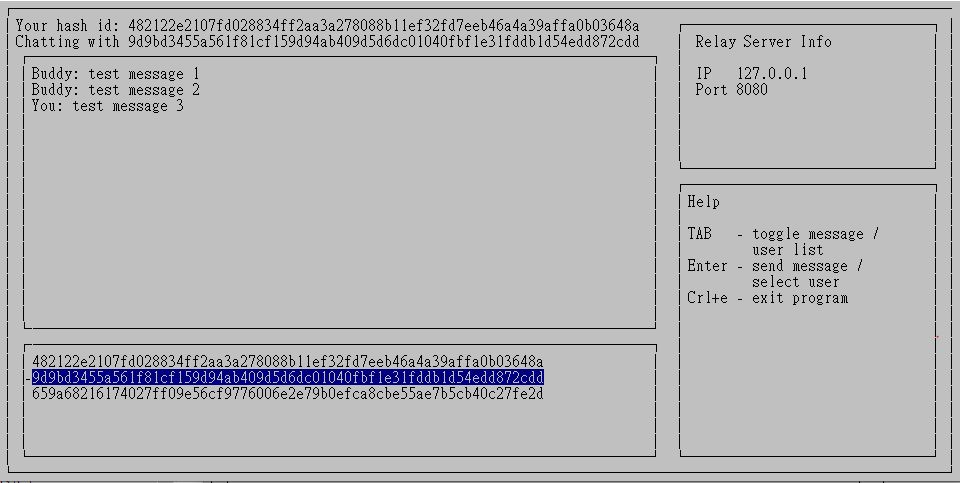 Your hash id: 482122e2107fd028834ff2aa3a278088b11ef32fd7eeb46a4a39affa0b03648a
Chatting with 9d9bd3455a561f81cf159d94ab409d5d6dc01040fbf1e31fddb1d54edd872cdd
Buddy: test message 1
Buddy: test message 2
You: test message 3
482122e2107fd028834ff2aa3a278088b11ef32fd7eeb46a4a39affa0b03648a
-9d9bd3455a561f81cf159d94ab409d5d6dc01040fbf1e31fddb1d54edd872cdd
659a68216174027ff09e56cf9776006e2e79b0efca8cbe55ae7b5cb40c27fe2d
Relay Server Info
IP 127.0.0.1
Port 8080
Help
TAB - toggle message /
user list
Enter - send message /
select user
Crl+e - exit program